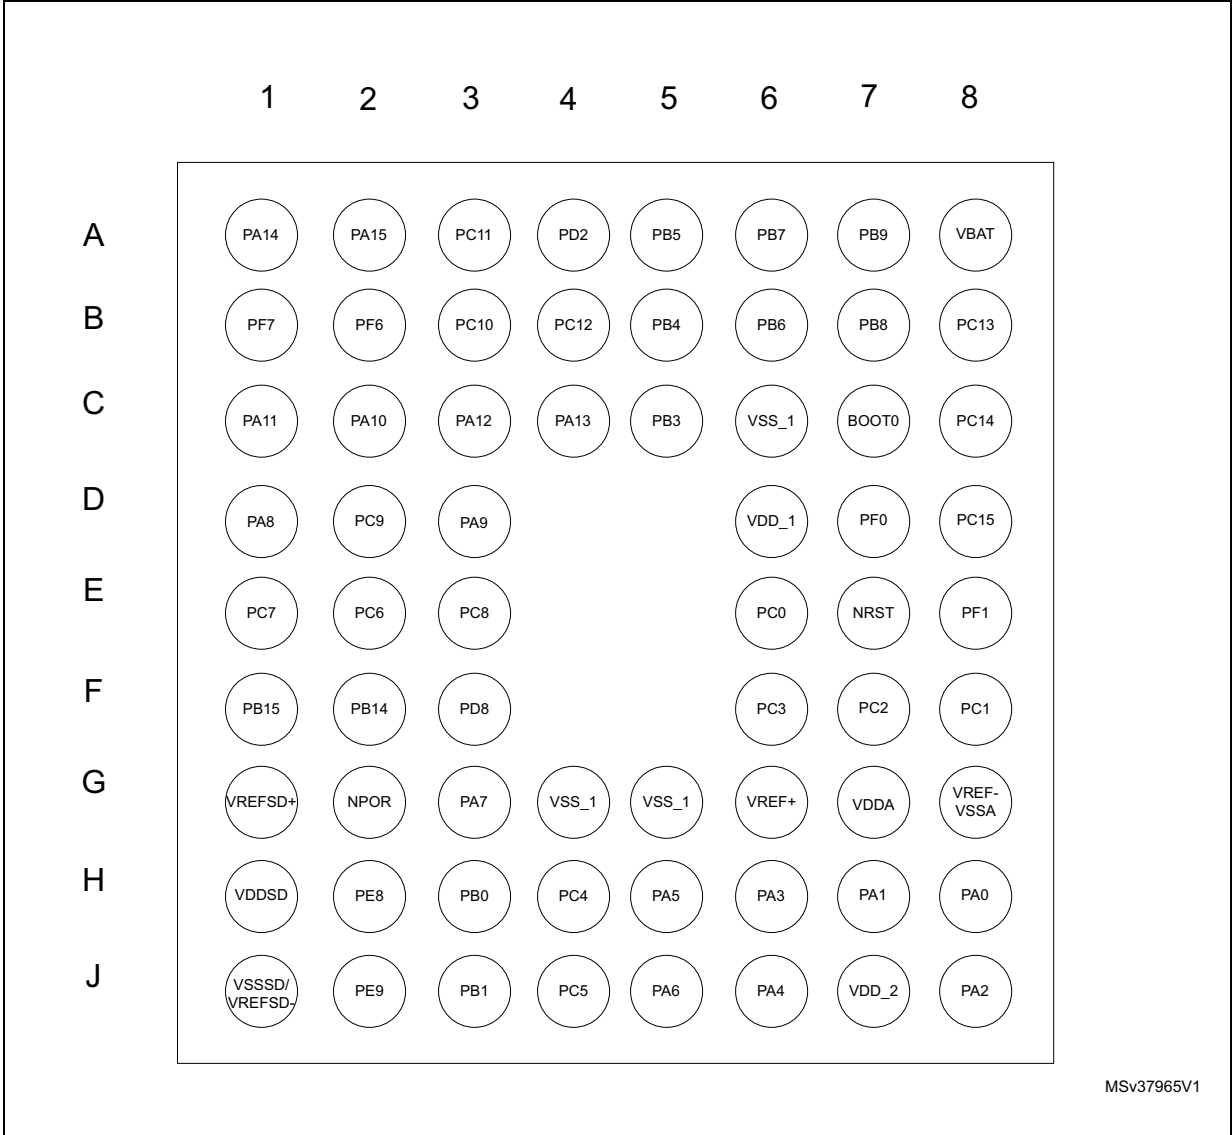 1 2 3 4 5 6 7 8
A PA14 PA15 PC11 PD2 PB5 PB7 PB9 VBAT
B PF7 PF6 PC10 PC12 PB4 PB6 PB8 PC13
C PA11 PA10 PA12 PA13 PB3 VSS_1 BOOT0 PC14
D PA8 PC9 PA9 VDD_1 PF0 PC15
E PC7 PC6 PC8 PC0 NRST PF1
F PB15 PB14 PD8 PC3 PC2 PC1
G VREFSD+ NPOR PA7 VSS_1 VSS_1 VREF+ VDDA VREF-
VSSA
H VDDSD PE8 PB0 PC4 PA5 PA3 PA1 PA0
J VSSSD/
VREFSD- PE9 PB1 PC5 PA6 PA4 VDD_2 PA2
MSv37965V1